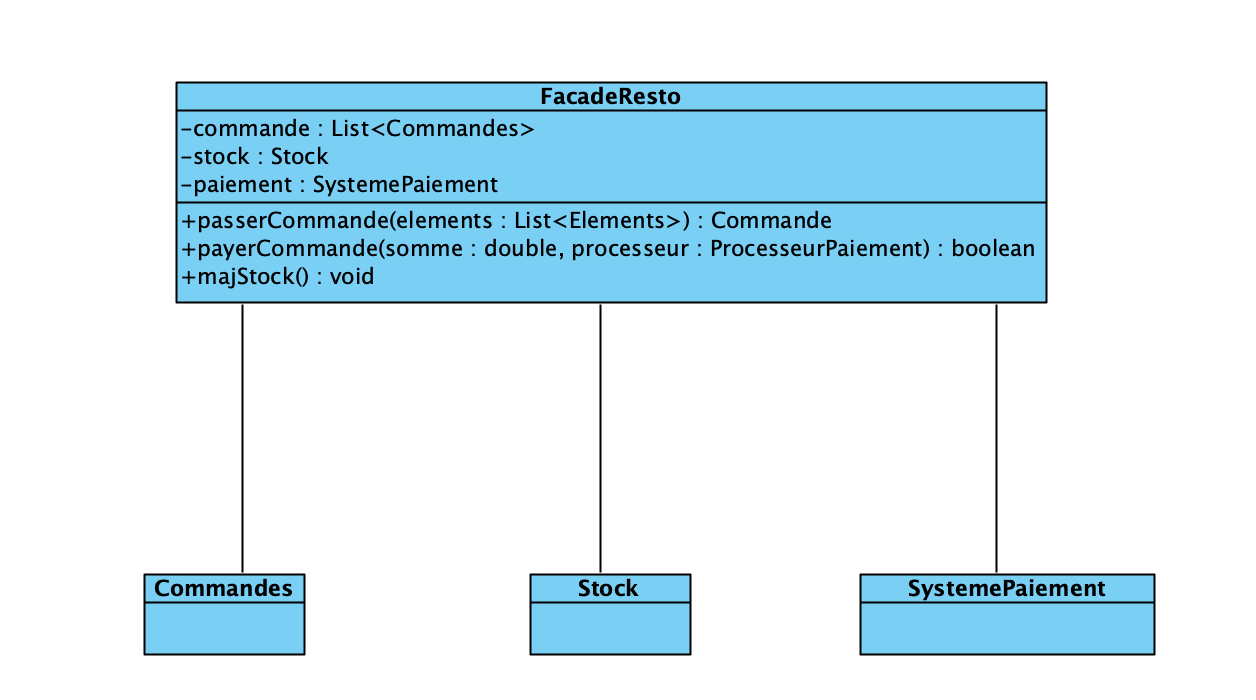 FacadeResto
-commande : List<Commandes>
-stock : Stock
-paiement : SystemePaiement
+passerCommande(elements : List<Elements>) : Commande
+payerCommande(somme : double, processeur : ProcesseurPaiement) : boolean
+majStock() : void
Commandes
Stock
SystemePaiement